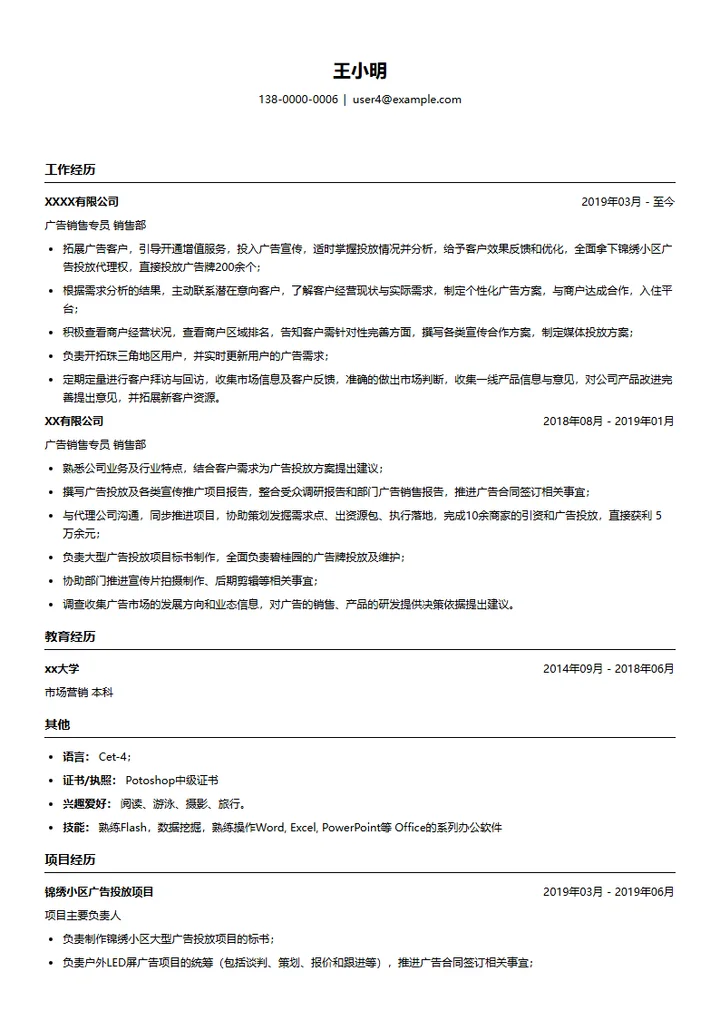 王小明
138-0000-0006 | user4@example.com
工作经历
XXXX有限公司 2019年03月 - 至今
广告销售专员 销售部
• 拓展广告客户，引导开通增值服务，投入广告宣传，适时掌握投放情况并分析，给予客户效果反馈和优化，全面拿下锦绣小区广
告投放代理权，直接投放广告牌200余个；
• 根据需求分析的结果，主动联系潜在意向客户，了解客户经营现状与实际需求，制定个性化广告方案，与商户达成合作，入住平
台；
• 积极查看商户经营状况，查看商户区域排名，告知客户需针对性完善方面，撰写各类宣传合作方案，制定媒体投放方案；
• 负责开拓珠三角地区用户，并实时更新用户的广告需求；
• 定期定量进行客户拜访与回访，收集市场信息及客户反馈，准确的做出市场判断，收集一线产品信息与意见，对公司产品改进完
善提出意见，并拓展新客户资源。
XX有限公司 2018年08月 - 2019年01月
广告销售专员 销售部
• 熟悉公司业务及行业特点，结合客户需求为广告投放方案提出建议；
• 撰写广告投放及各类宣传推广项目报告，整合受众调研报告和部门广告销售报告，推进广告合同签订相关事宜；
• 与代理公司沟通，同步推进项目，协助策划发掘需求点、出资源包、执行落地，完成10余商家的引资和广告投放，直接获利 5
万余元；
• 负责大型广告投放项目标书制作，全面负责碧桂园的广告牌投放及维护；
• 协助部门推进宣传片拍摄制作、后期剪辑等相关事宜；
• 调查收集广告市场的发展方向和业态信息，对广告的销售、产品的研发提供决策依据提出建议。
教育经历
xx大学 2014年09月 - 2018年06月
市场营销 本科
其他
• 语言： Cet-4；
• 证书/执照： Potoshop中级证书
• 兴趣爱好： 阅读、游泳、摄影、旅行。
• 技能： 熟练Flash，数据挖掘，熟练操作Word, Excel, PowerPoint等 Office的系列办公软件
项目经历
锦绣小区广告投放项目 2019年03月 - 2019年06月
项目主要负责人
• 负责制作锦绣小区大型广告投放项目的标书；
• 负责户外LED屏广告项目的统筹（包括谈判、策划、报价和跟进等），推进广告合同签订相关事宜；